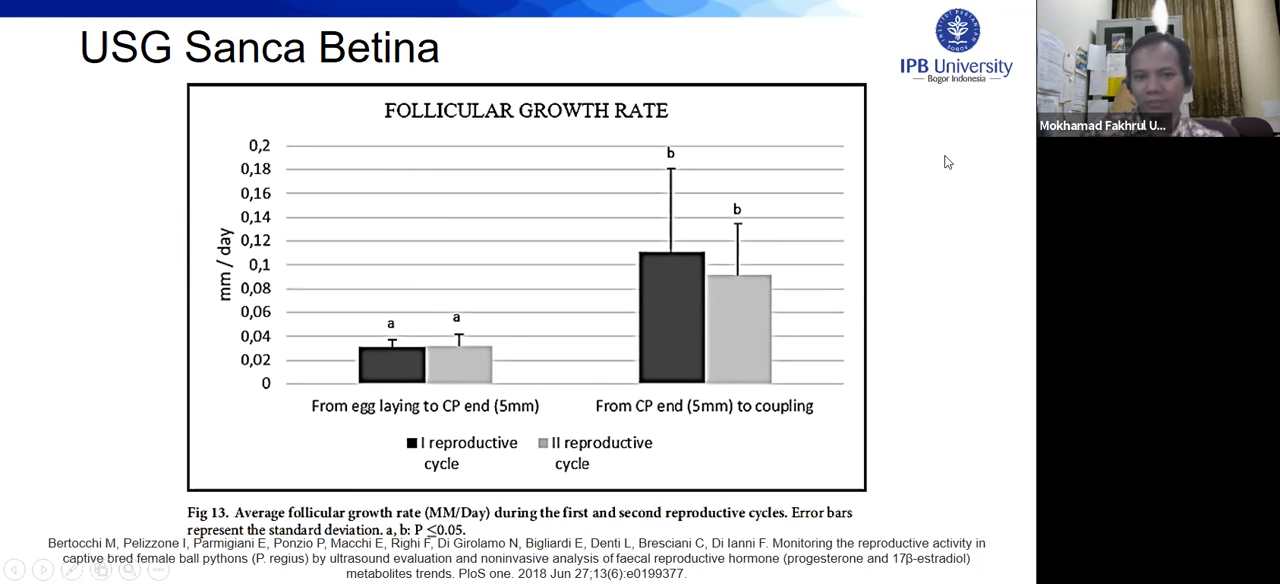 USG Sanca Betina
IPB University
Bogor Indonesia
Mokhamad Fakhrul U...
FOLLICULAR GROWTH RATE
mm / day
0,2
0,18
0,16
0,14
0,12
0,1
0,08
0,06
0,04
0,02
0
a
a
b
b
From egg laying to CP end (5mm)
From CP end (5mm) to coupling
I reproductive
cycle
II reproductive
cycle
Fig 13. Average follicular growth rate (MM/Day) during the first and second reproductive cycles. Error bars
represent the standard deviation. a, b: P ≤0.05.
Bertocchi M, Pelizzone I, Parmigiani E, Ponzio P, Macchi E, Righi F, Di Girolamo N, Bigliardi E, Denti L, Bresciani C, Di Ianni F. Monitoring the reproductive activity in
captive bred female ball pythons (P. regius) by ultrasound evaluation and noninvasive analysis of faecal reproductive hormone (progesterone and 17β-estradiol)
metabolites trends. PloS one. 2018 Jun 27;13(6):e0199377.